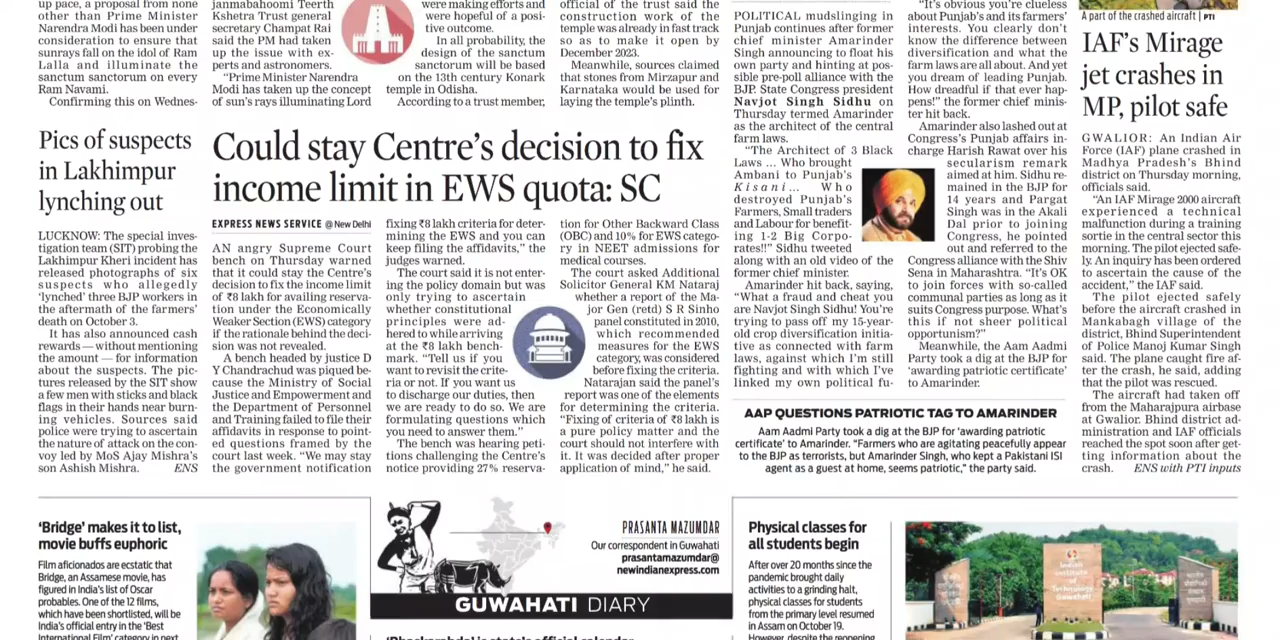 up pace, a proposal from none
other than Prime Minister
Narendra Modi has been under
consideration to ensure that
sunrays fall on the idol of Ram
Lalla and illuminate the
sanctum sanctorum on every
Ram Navami.
Confirming this on Wednes-
janmabahoomi Teerth
Kshetra Trust general
secretary Champat Rai
said the PM had taken
up the issue with ex-
perts and astronomers.
“Prime Minister Narendra
Modi has taken up the concept
of sun’s rays illuminating Lord
were making efforts and
were hopeful of a posi-
tive outcome.
In all probability, the
design of the sanctum
sanctorum will be based
on the 13th century Konark
temple in Odisha.
According to a trust member,
official of the trust said the
construction work of the
temple was already in fast track
so as to make it open by
December 2023.
Meanwhile, sources claimed
that stones from Mirzapur and
Karnataka would be used for
laying the temple’s plinth.
Pics of suspects
in Lakhimpur
lynching out
LUCKNOW: The special inves-
tigation team (SIT) probing the
Lakhimpur Kheri incident has
released photographs of six
suspects who allegedly
‘lynched’ three BJP workers in
the aftermath of the farmers’
death on October 3.
It has also announced cash
rewards — without mentioning
the amount — for information
about the suspects. The pic-
tures released by the SIT show
a few men with sticks and black
flags in their hands near burn-
ing vehicles. Sources said
police were trying to ascertain
the nature of attack on the con-
voy led by MoS Ajay Mishra’s
son Ashish Mishra. ENS
Could stay Centre’s decision to fix
income limit in EWS quota: SC
EXPRESS NEWS SERVICE @ New Delhi
AN angry Supreme Court
bench on Thursday warned
that it could stay the Centre’s
decision to fix the income limit
of ₹8 lakh for availing reserva-
tion under the Economically
Weaker Section (EWS) category
if the rationale behind the deci-
sion was not revealed.
A bench headed by justice D
Y Chandrachud was piqued be-
cause the Ministry of Social
Justice and Empowerment and
the Department of Personnel
and Training failed to file their
affidavits in response to point-
ed questions framed by the
court last week. “We may stay
the government notification
fixing ₹8 lakh criteria for deter-
mining the EWS and you can
keep filing the affidavits,” the
judges warned.
The court said it is not enter-
ing the policy domain but was
only trying to ascertain
whether constitutional
principles were ad-
hered to while arriving
at the ₹8 lakh bench-
mark. “Tell us if you
want to revisit the crite-
ria or not. If you want us
to discharge our duties, then
we are ready to do so. We are
formulating questions which
you need to answer them.”
The bench was hearing peti-
tions challenging the Centre’s
notice providing 27% reserva-
tion for Other Backward Class
(OBC) and 10% for EWS catego-
ry in NEET admissions for
medical courses.
The court asked Additional
Solicitor General KM Nataraj
whether a report of the Ma-
jor Gen (retd) S R Sinho
panel constituted in 2010,
which recommended
measures for the EWS
category, was considered
before fixing the criteria.
Natarajan said the panel’s
report was one of the elements
for determining the criteria.
“Fixing of criteria of ₹8 lakh is
a pure policy matter and the
court should not interfere with
it. It was decided after proper
application of mind,” he said.
POLITICAL mudslinging in
Punjab continues after former
chief minister Amarinder
Singh announcing to float his
own party and hinting at pos-
sible pre-poll alliance with the
BJP. State Congress president
Navjot Singh Sidhu on
Thursday termed Amarinder
as the architect of the central
farm laws.
“The Architect of 3 Black
Laws ... Who brought
Ambani to Punjab’s
Kisani... Who
destroyed Punjab’s
Farmers, Small traders
and Labour for benefit-
ing 1-2 Big Corpo-
rates!!” Sidhu tweeted
along with an old video of the
former chief minister.
Amarinder hit back, saying,
“What a fraud and cheat you
are Navjot Singh Sidhu! You’re
trying to pass off my 15-year-
old crop diversification initia-
tive as connected with farm
laws, against which I’m still
fighting and with which I’ve
linked my own political fu-
“It’s obvious you’re clueless
about Punjab’s and its farmers’
interests. You clearly don’t
know the difference between
diversification and what the
farm laws are all about. And yet
you dream of leading Punjab.
How dreadful if that ever hap-
pens!” the former chief minis-
ter hit back.
Amarinder also lashed out at
Congress’s Punjab affairs in-
charge Harish Rawat over his
secularism remark
aimed at him. Sidhu re-
mained in the BJP for
14 years and Pargat
Singh was in the Akali
Dal prior to joining
Congress, he pointed
out and referred to the
Congress alliance with the Shiv
Sena in Maharashtra. “It’s OK
to join forces with so-called
communal parties as long as it
suits Congress purpose. What’s
this if not sheer political
opportunism?”
Meanwhile, the Aam Aadmi
Party took a dig at the BJP for
‘awarding patriotic certificate’
to Amarinder.
AAP QUESTIONS PATRIOTIC TAG TO AMARINDER
Aam Aadmi Party took a dig at the BJP for ‘awarding patriotic
certificate’ to Amarinder. “Farmers who are agitating peacefully appear
to the BJP as terrorists, but Amarinder Singh, who kept a Pakistani ISI
agent as a guest at home, seems patriotic,” the party said.
A part of the crashed aircraft | PTI
IAF’s Mirage
jet crashes in
MP, pilot safe
GWALIOR: An Indian Air
Force (IAF) plane crashed in
Madhya Pradesh’s Bhind
district on Thursday morning,
officials said.
“An IAF Mirage 2000 aircraft
experienced a technical
malfunction during a training
sortie in the central sector this
morning. The pilot ejected safe-
ly. An inquiry has been ordered
to ascertain the cause of the
accident,” the IAF said.
The pilot ejected safely
before the aircraft crashed in
Mankabagh village of the
district, Bhind Superintendent
of Police Manoj Kumar Singh
said. The plane caught fire af-
ter the crash, he said, adding
that the pilot was rescued.
The aircraft had taken off
from the Maharajpura airbase
at Gwalior. Bhind district ad-
ministration and IAF officials
reached the spot soon after get-
ting information about the
crash. ENS with PTI inputs
‘Bridge’ makes it to list,
movie buffs euphoric
Film aficionados are ecstatic that
Bridge, an Assamese movie, has
figured in India’s list of Oscar
probables. One of the 12 films,
which have been shortlisted, will be
India’s official entry in the ‘Best
International Film’ category in next
PRASANTA MAZUMDAR
Our correspondent in Guwahati
prasantamazumdar@
newindianexpress.com
GUWAHATI DIARY
Physical classes for
all students begin
After over 20 months since the
pandemic brought daily
activities to a grinding halt,
physical classes for students
from the primary level resumed
in Assam on October 19.
However, despite the reopening
Indian
Institute
of
Technology
Guwahati